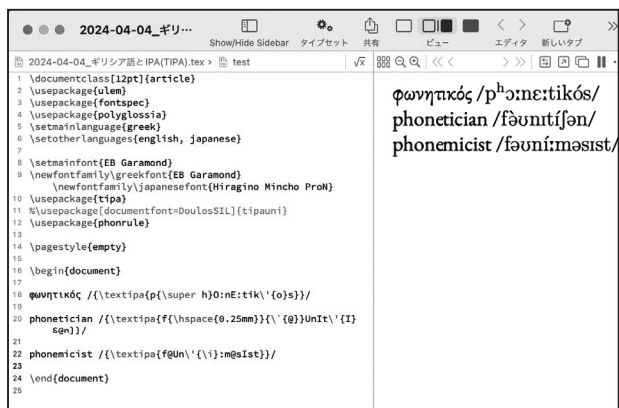 2024-04-04_ギリ…
Show/Hide Sidebar タイプセット 共有 ビュー エディタ 新しいタブ
2024-04-04_ギリシア語とIPA(TIPA).tex › test
1 \documentclass[12pt]{article}
2 \usepackage{ulem}
3 \usepackage{fontspec}
4 \usepackage{polyglossia}
5 \setmainlanguage{greek}
6 \setotherlanguages{english, japanese}
7
8 \setmainfont{EB Garamond}
9 \newfontfamily\greekfont{EB Garamond}
\newfontfamily\japanesefont{Hiragino Mincho ProN}
10 \usepackage{tipa}
11 %\usepackage[documentfont=DoulosSIL]{tipauni}
12 \usepackage{phonrule}
13
14 \pagestyle{empty}
15
16 \begin{document}
17
18 φωνητικός /{\textipa{p{\super h}O:nE:tik\'{o}s}}/
19
20 phonetician /{\textipa{f{\hspace{0.25mm}}{\`{@}}UnIt\'{I}
S@n}}/
21
22 phonemicist /{\textipa{f@Un\'{\i}:m@sIst}}/
23
24 \end{document}
25
φωνητικός /pʰɔːnɛːtikós/
phonetician /fə̀ʊnɪtɪ́ʃən/
phonemicist /fəʊníːməsɪst/